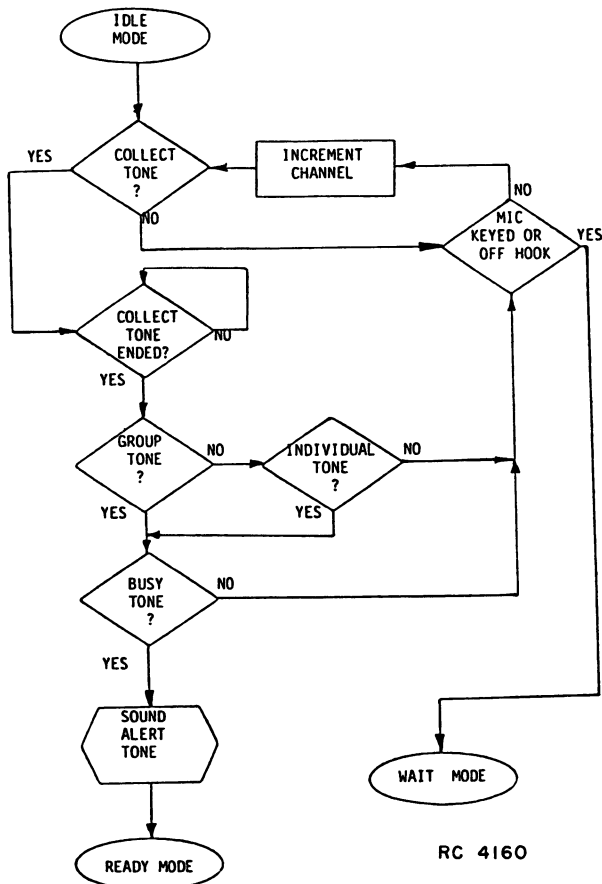 IDLE
MODE
YES
COLLECT
TONE
?
NO
INCREMENT
CHANNEL
NO
MIC
KEYED OR
OFF HOOK
YES
COLLECT
TONE
ENDED?
NO
YES
GROUP
TONE
?
NO
YES
INDIVIDUAL
TONE
?
NO
YES
BUSY
TONE
?
NO
YES
SOUND
ALERT
TONE
WAIT MODE
READY MODE
RC 4160